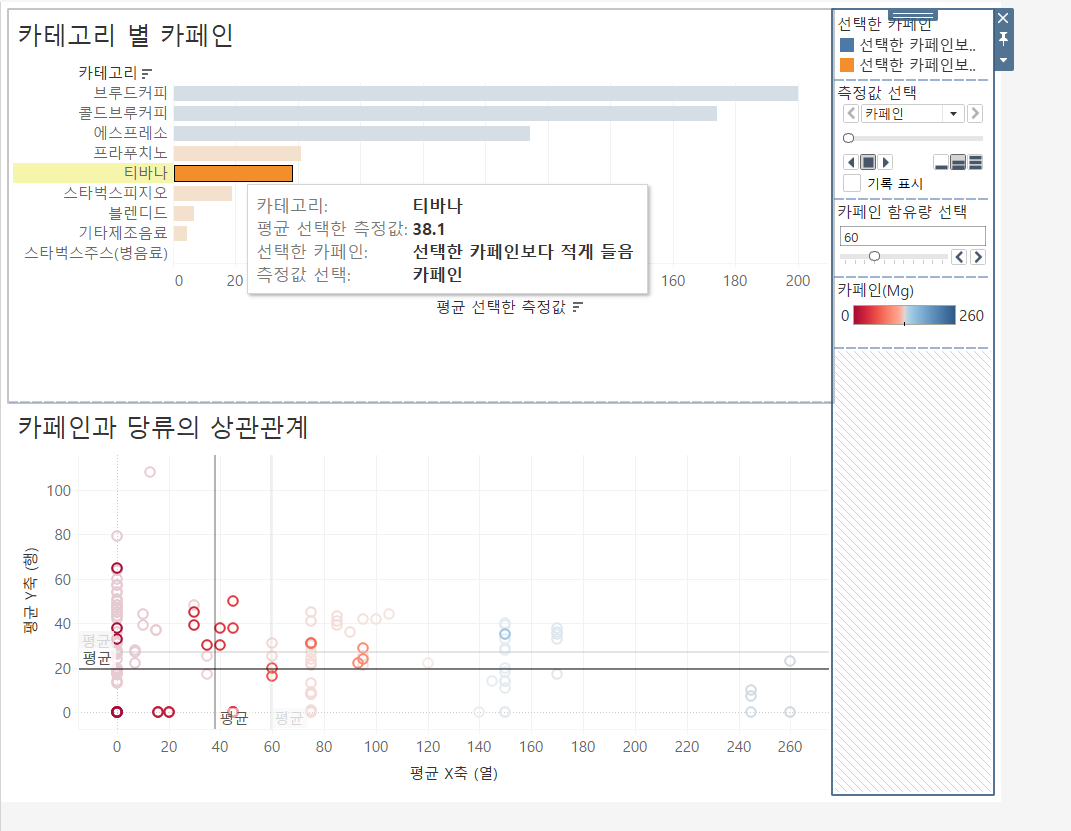 카테고리 별 카페인
카테고리
브루드커피
콜드브루커피
에스프레소
프라푸치노
티바나
스타벅스피지오
블렌디드
기타제조음료
스타벅스주스(병음료)
0
20
160
180
200
평균 선택한 측정값
카테고리: 티바나
평균 선택한 측정값: 38.1
선택한 카페인: 선택한 카페인보다 적게 들음
측정값 선택: 카페인
카페인과 당류의 상관관계
평균 Y축 (행)
100
80
60
40
20
0
평균
평균
평균
평균
0 20 40 60 80 100 120 140 160 180 200 220 240 260
평균 X축 (열)
선택한 카페인
선택한 카페인보..
선택한 카페인보..
측정값 선택
카페인
기록 표시
카페인 함유량 선택
60
카페인(Mg)
0 260